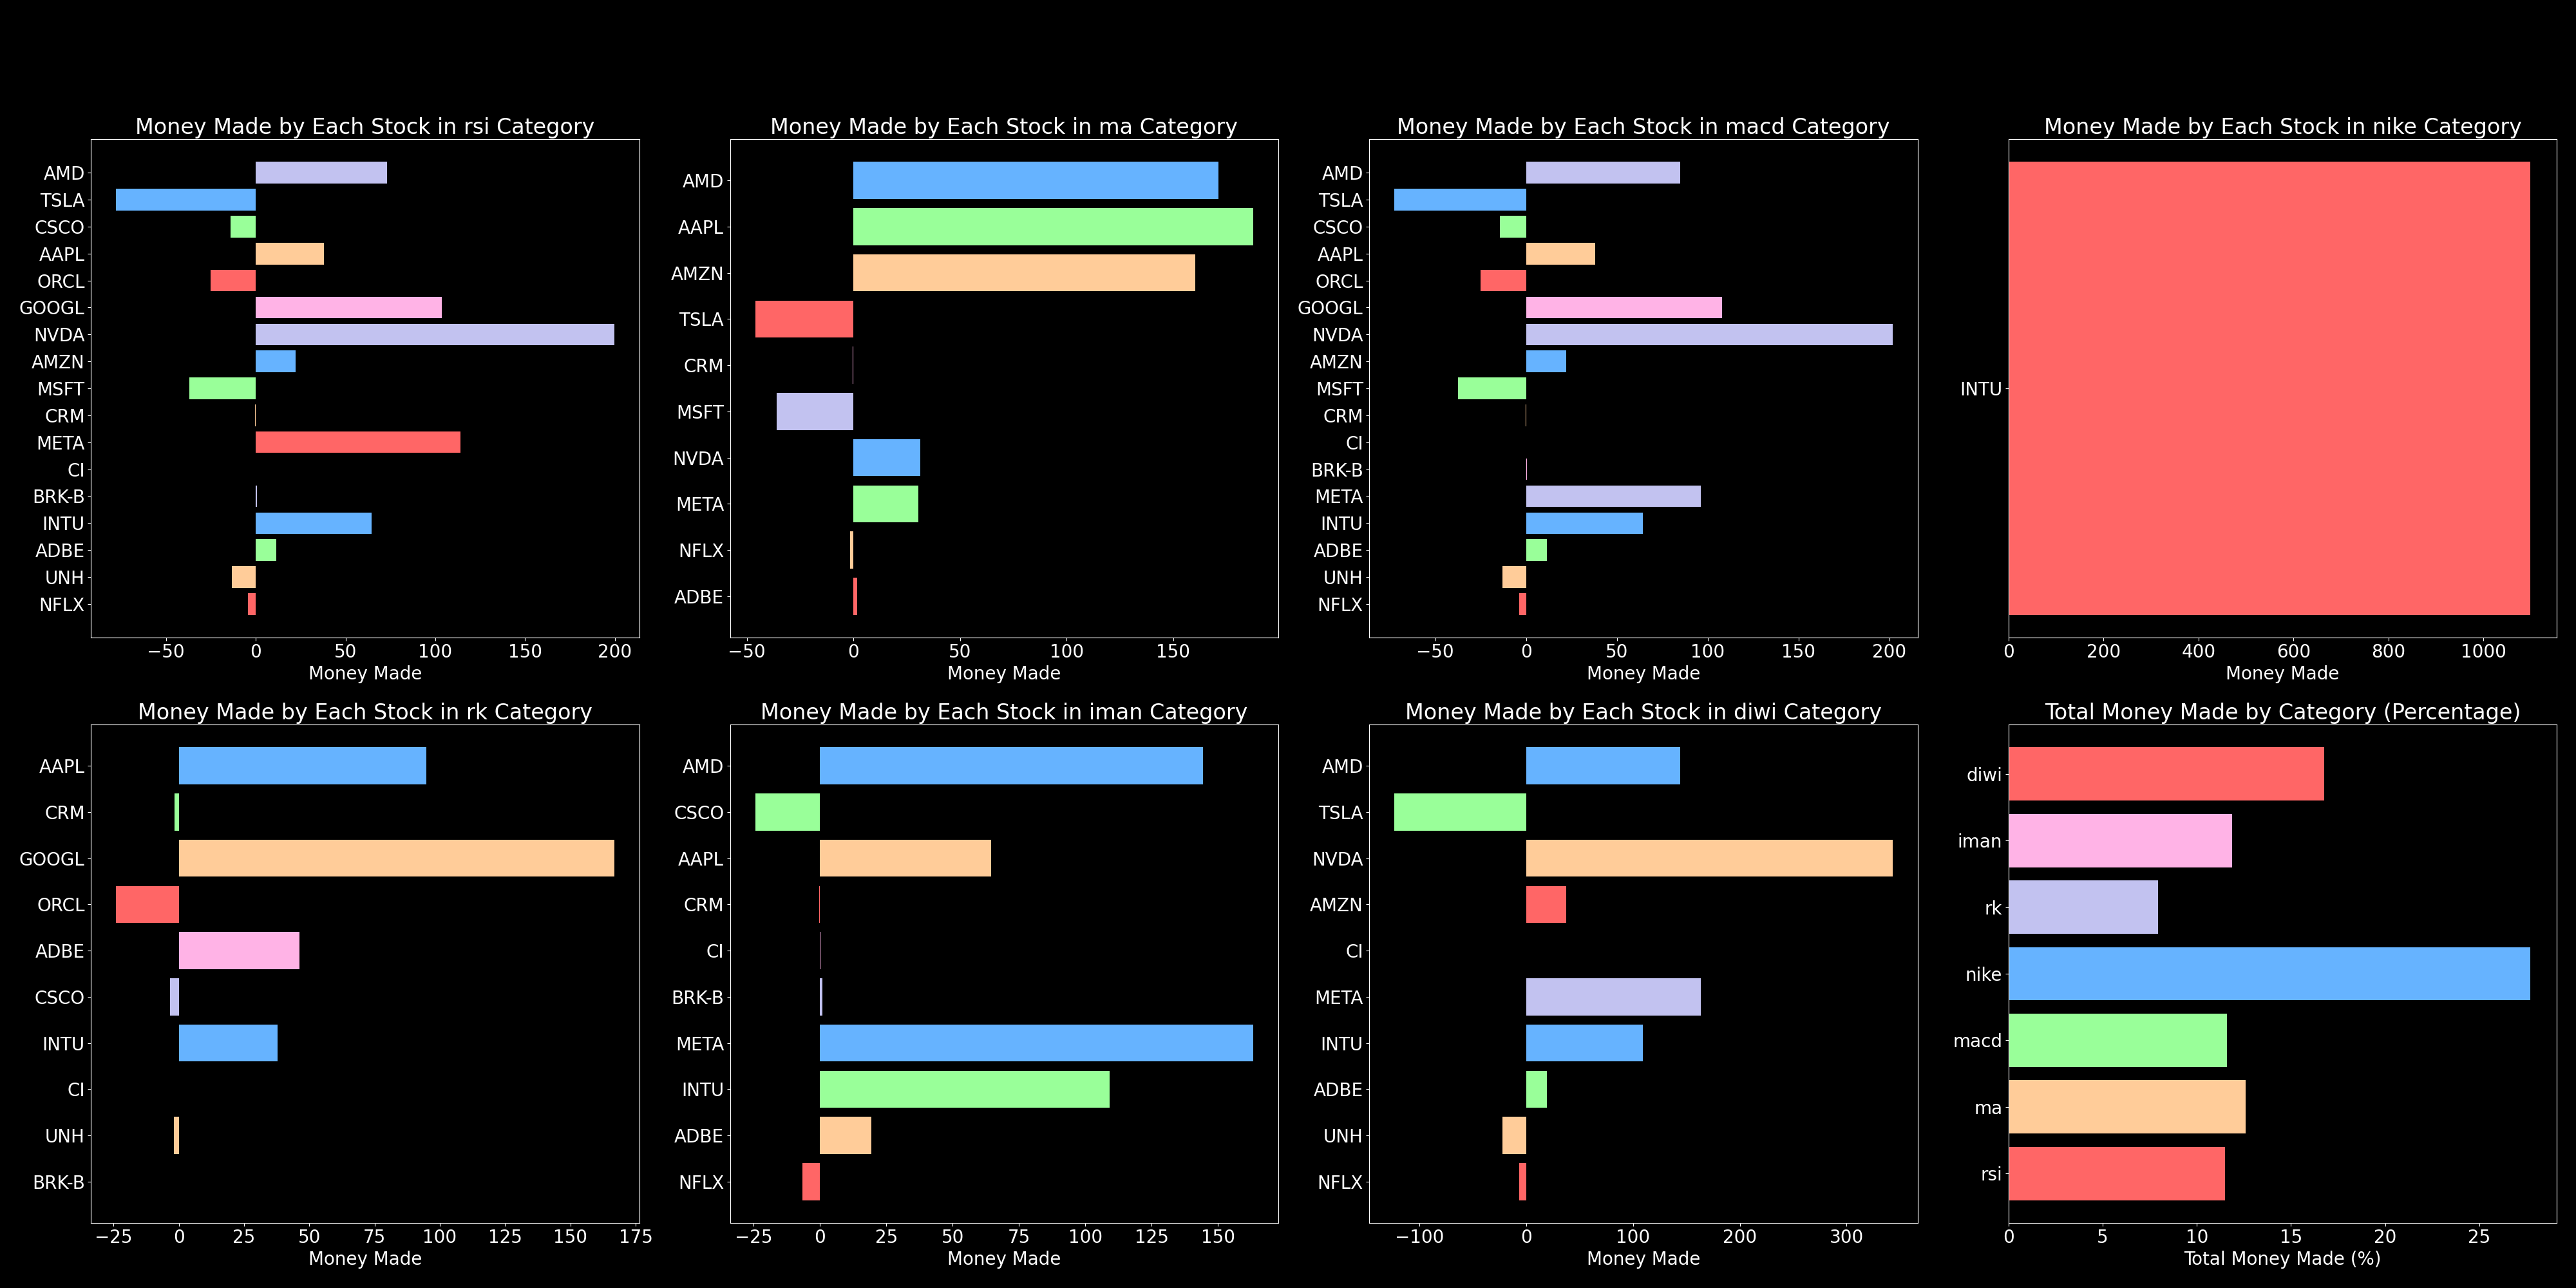 Money Made by Each Stock in rsi Category
AMD
TSLA
CSCO
AAPL
ORCL
GOOGL
NVDA
AMZN
MSFT
CRM
META
CI
BRK-B
INTU
ADBE
UNH
NFLX
−50 0 50 100 150 200
Money Made
Money Made by Each Stock in ma Category
AMD
AAPL
AMZN
TSLA
CRM
MSFT
NVDA
META
NFLX
ADBE
−50 0 50 100 150
Money Made
Money Made by Each Stock in macd Category
AMD
TSLA
CSCO
AAPL
ORCL
GOOGL
NVDA
AMZN
MSFT
CRM
CI
BRK-B
META
INTU
ADBE
UNH
NFLX
−50 0 50 100 150 200
Money Made
Money Made by Each Stock in nike Category
INTU
0 200 400 600 800 1000
Money Made
Money Made by Each Stock in rk Category
AAPL
CRM
GOOGL
ORCL
ADBE
CSCO
INTU
CI
UNH
BRK-B
−25 0 25 50 75 100 125 150 175
Money Made
Money Made by Each Stock in iman Category
AMD
CSCO
AAPL
CRM
CI
BRK-B
META
INTU
ADBE
NFLX
−25 0 25 50 75 100 125 150
Money Made
Money Made by Each Stock in diwi Category
AMD
TSLA
NVDA
AMZN
CI
META
INTU
ADBE
UNH
NFLX
−100 0 100 200 300
Money Made
Total Money Made by Category (Percentage)
diwi
iman
rk
nike
macd
ma
rsi
0 5 10 15 20 25
Total Money Made (%)